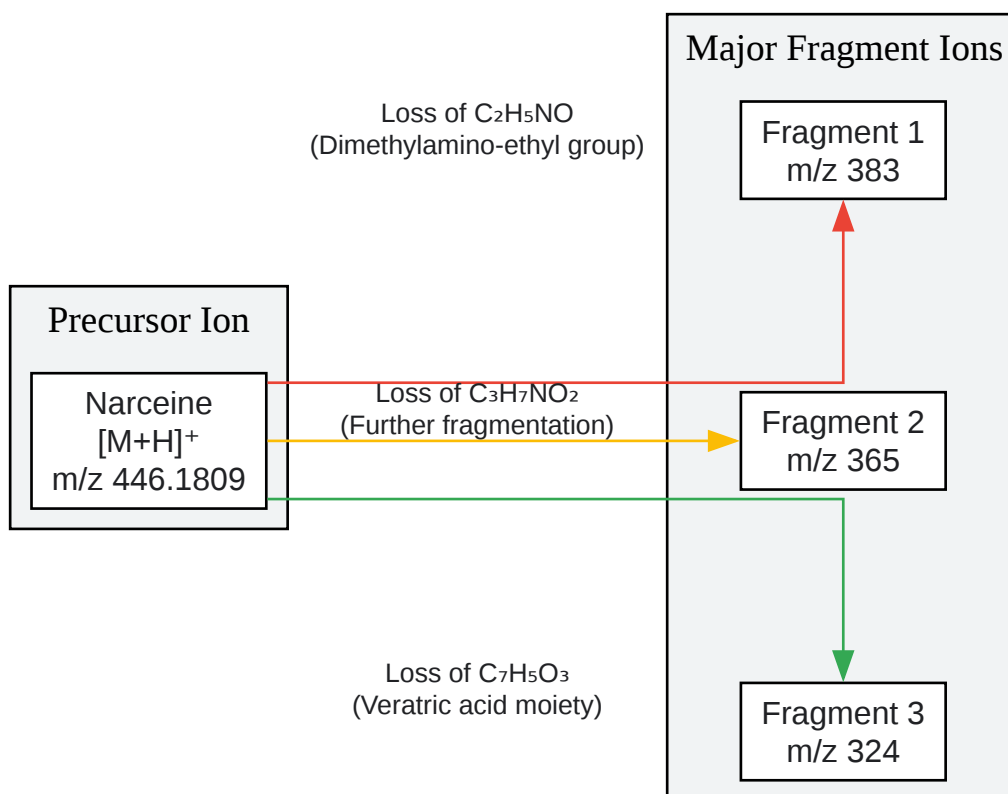 Major Fragment Ions
Loss of C₂H₅NO
(Dimethylamino-ethyl group)
Fragment 1
m/z 383
Precursor Ion
Narceine
[M+H]⁺
m/z 446.1809
Loss of C₃H₇NO₂
(Further fragmentation)
Fragment 2
m/z 365
Loss of C₇H₅O₃
(Veratric acid moiety)
Fragment 3
m/z 324